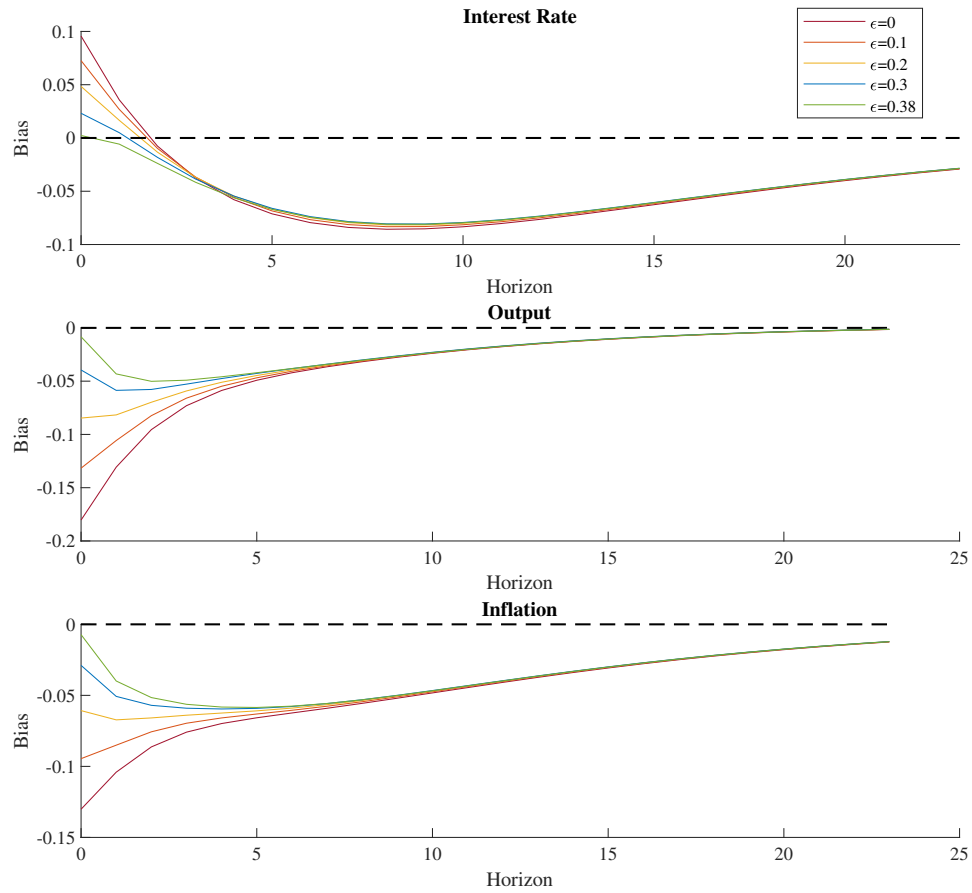 Interest Rate
ϵ=0
ϵ=0.1
ϵ=0.2
ϵ=0.3
ϵ=0.38
0.1
0.05
0
-0.05
-0.1
Bias
5
10
15
20
Horizon
Output
0
-0.05
-0.1
-0.15
-0.2
Bias
0
5
10
15
20
25
Horizon
Inflation
0
-0.05
-0.1
-0.15
Bias
0
5
10
15
20
25
Horizon